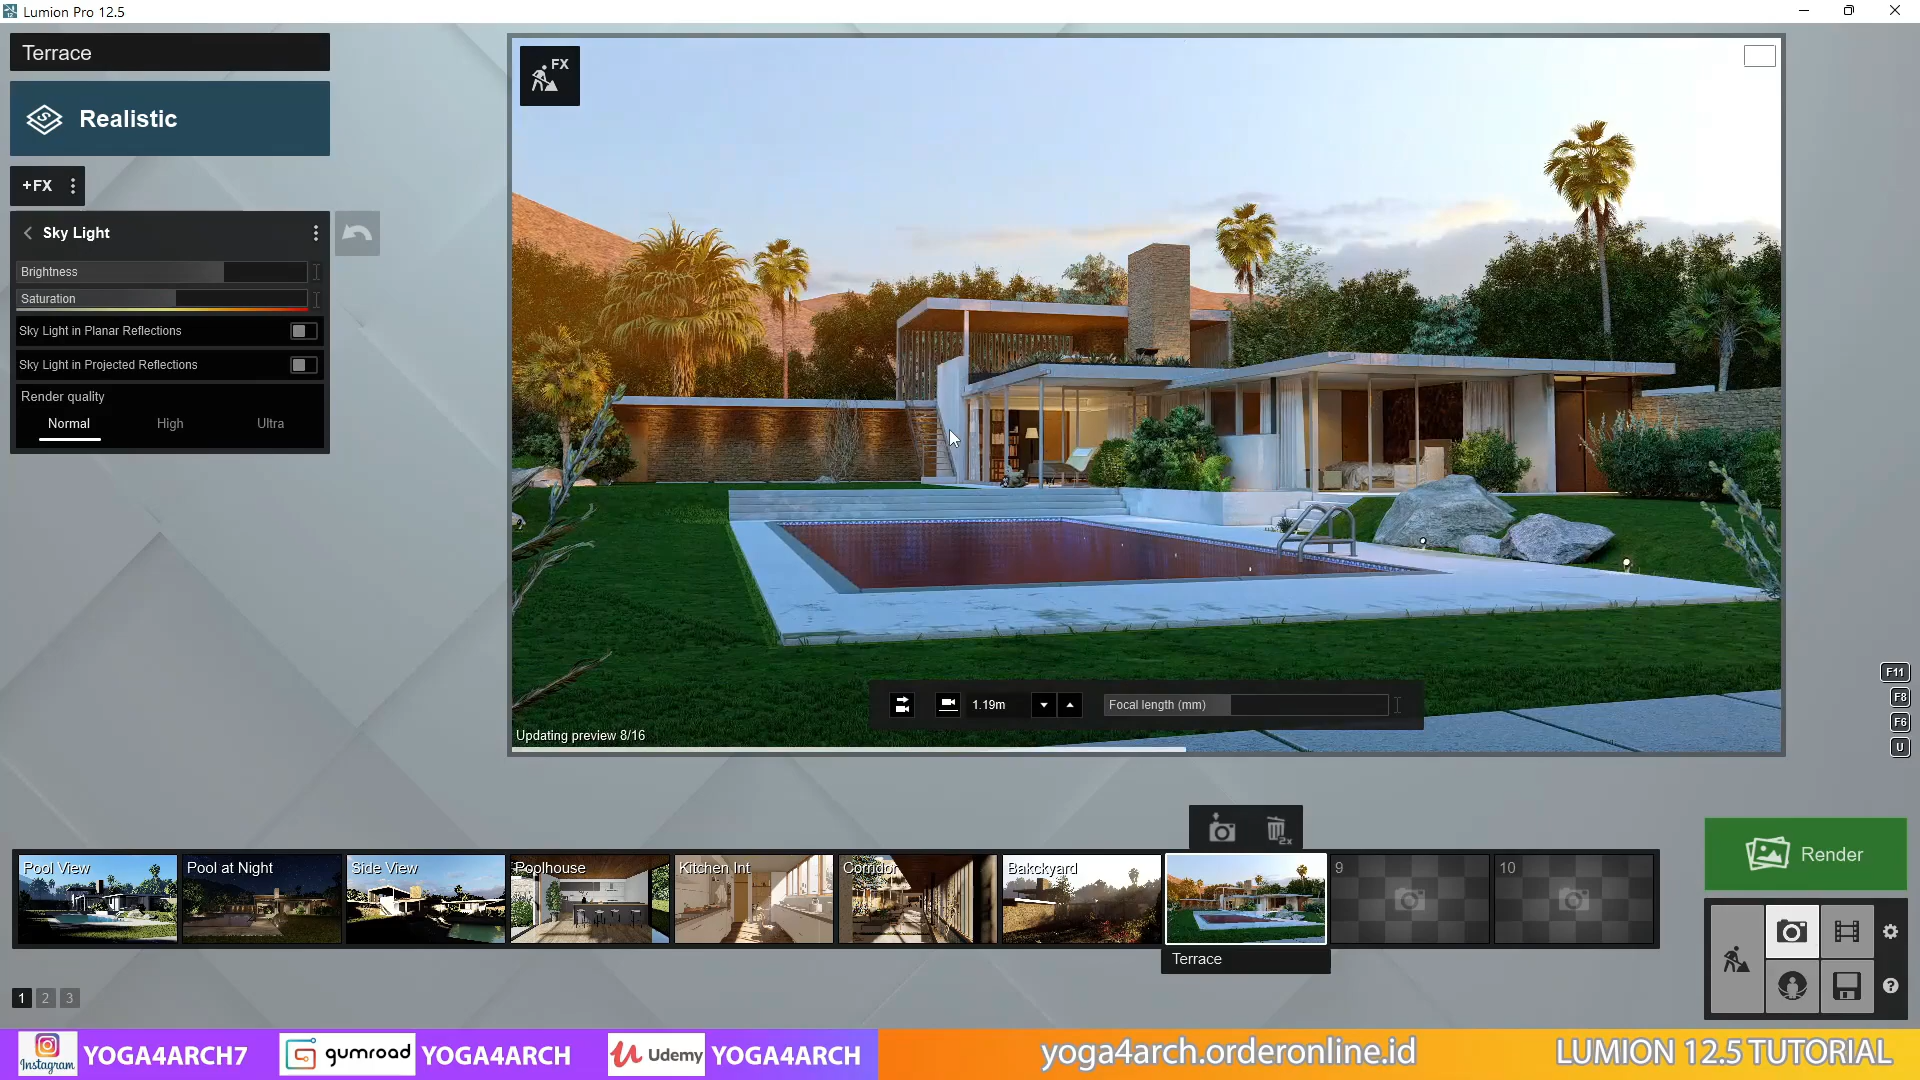 Lumion Pro 12.5
Terrace
Realistic
+FX
Sky Light
Brightness
Saturation
Sky Light in Planar Reflections
Sky Light in Projected Reflections
Render quality
Normal High Ultra
FX
1.19m
Focal length (mm)
Updating preview 8/16
F11
F8
F6
U
2x
Pool View
Pool at Night
Side View
Poolhouse
Kitchen Int
Corridor
Bakckyard
9
10
Terrace
Render
1 2 3
?
Instagram YOGA4ARCH7 gumroad YOGA4ARCH Udemy YOGA4ARCH yoga4arch.orderonline.id LUMION 12.5 TUTORIAL